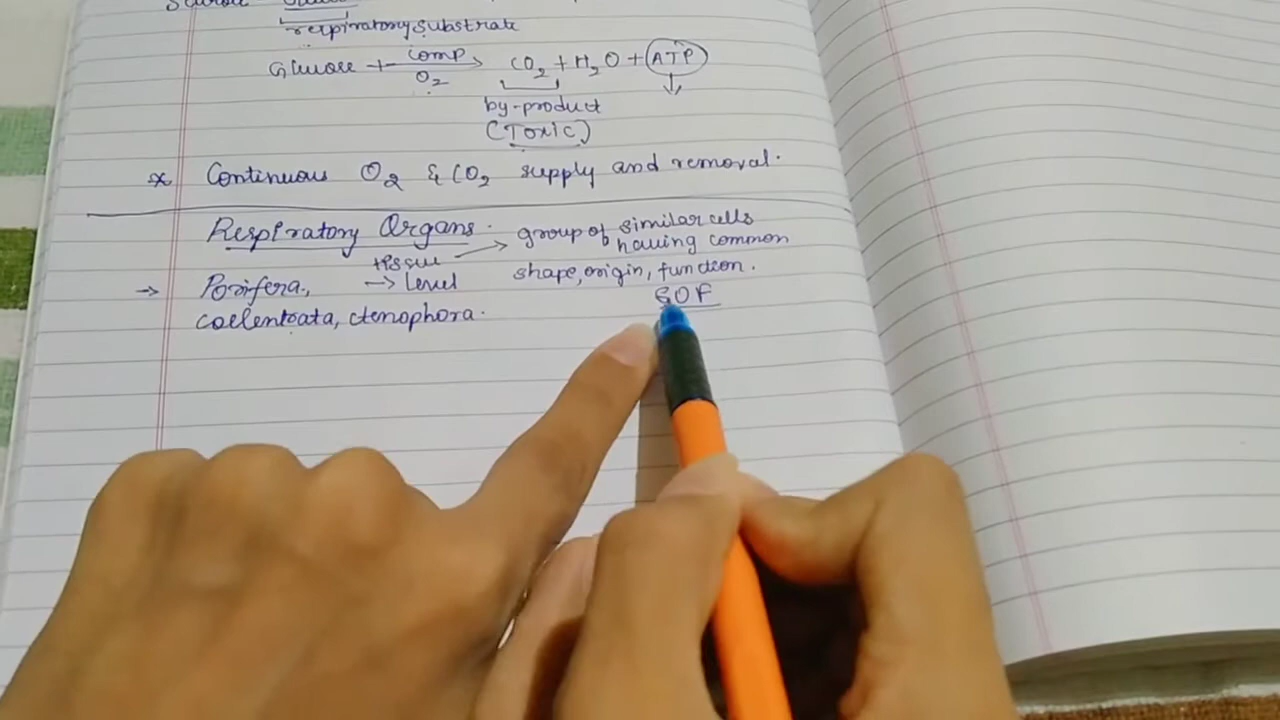 respiratory substrate
Glucose + comp → CO2 + H2O + ATP
O2
by-product
(Toxic)
* Continuous O2 & CO2 supply and removal.
Respiratory Organs.
→ group of similar cells
having common
shape, origin, function.
SOF
→ Porifera, → tissue level
coelentoata, ctenophora.